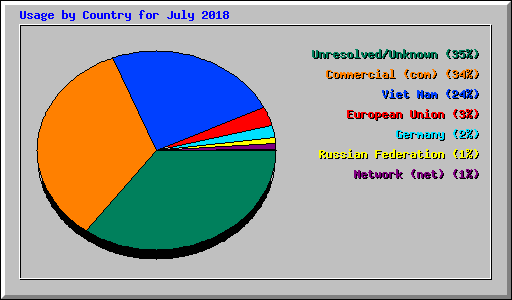 Usage by Country for July 2018
Unresolved/Unknown (35%)
Commercial (com) (34%)
Viet Nam (24%)
European Union (3%)
Germany (2%)
Russian Federation (1%)
Network (net) (1%)